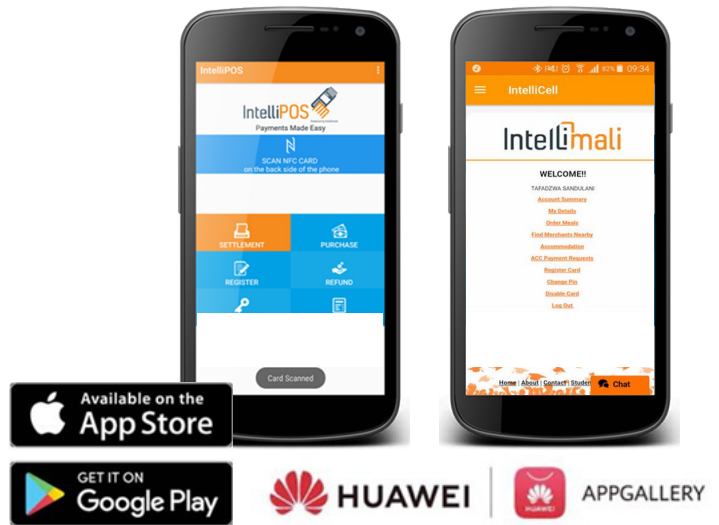 IntelliPOS
IntelliPOS
Payments Made Easy
SCAN NFC CARD
on the back side of the phone
SETTLEMENT
PURCHASE
REGISTER
REFUND
Card Scanned
82% 09:34
IntelliCell
Intellimali
WELCOME!!
TAFADZWA SANDULANI
Account Summary
My Details
Order Meals
Find Merchants Nearby
Accommodation
ACC Payment Requests
Register Card
Change Pin
Disable Card
Log Out
Home | About | Contact | Studen
Chat
Available on the
App Store
GET IT ON
Google Play
HUAWEI
HUAWEI
APPGALLERY